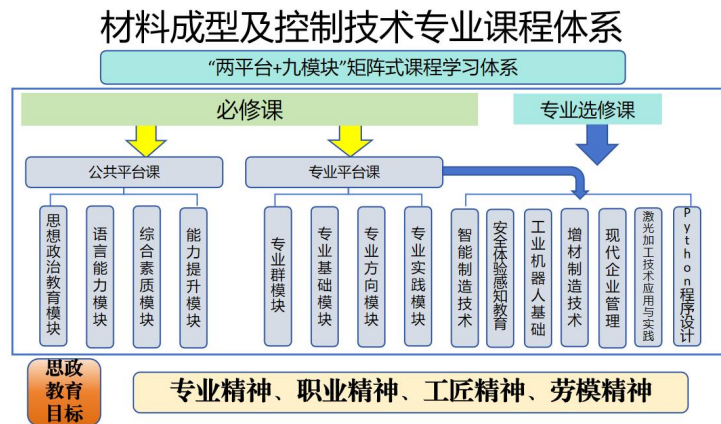 材料成型及控制技术专业课程体系
“两平台+九模块”矩阵式课程学习体系
必修课
专业选修课
公共平台课
专业平台课
思想政治教育模块
语言能力模块
综合素质模块
能力提升模块
专业群模块
专业基础模块
专业方向模块
专业实践模块
智能制造技术
安全体验感知教育
工业机器人基础
增材制造技术
现代企业管理
激光加工技术应用与实践
Python程序设计
思政
教育
目标
专业精神、职业精神、工匠精神、劳模精神